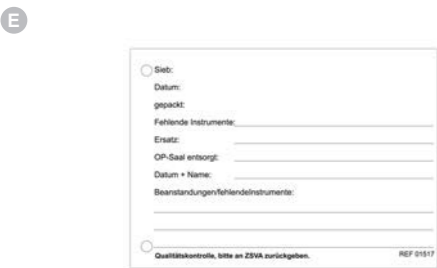 E
Sieb:
Datum:
gepackt:
Fehlende Instrumente:
Ersatz:
OP-Saal entsorgt:
Datum + Name:
Beanstandungen/fehlendeInstrumente:
Qualitätskontrolle, bitte an ZSVA zurückgeben. REF 01517